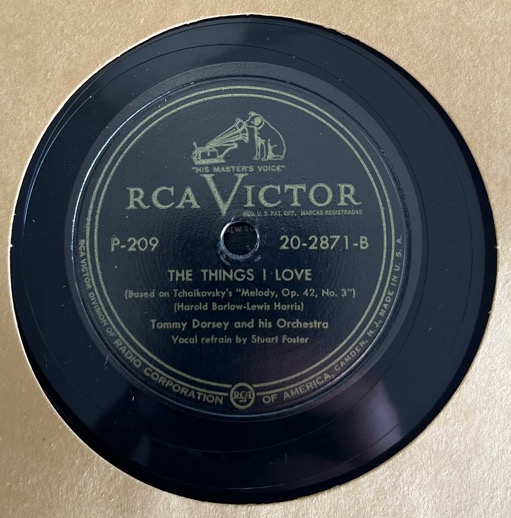 "HIS MASTER'S VOICE"
RCA VICTOR
REG. U. S. PAT. OFF. MARCAS REGISTRADAS
P-209
20-2871-B
THE THINGS I LOVE
(Based on Tchaikovsky's "Melody, Op. 42, No. 3")
(Harold Barlow-Lewis Harris)
Tommy Dorsey and his Orchestra
Vocal refrain by Stuart Foster
RCA VICTOR DIVISION OF RADIO CORPORATION OF AMERICA, CAMDEN, N.J., MADE IN U.S.A.
RCA